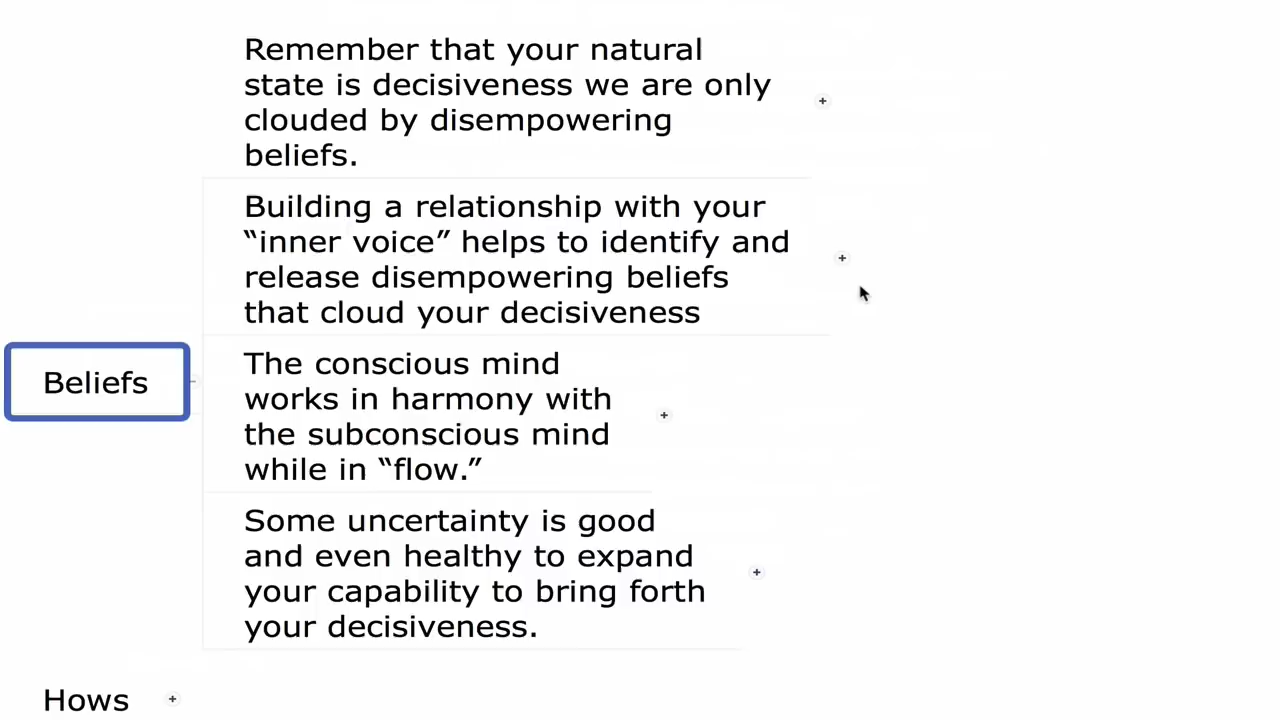 Remember that your natural
state is decisiveness we are only
clouded by disempowering
beliefs.
Building a relationship with your
“inner voice” helps to identify and
release disempowering beliefs
that cloud your decisiveness
Beliefs
The conscious mind
works in harmony with
the subconscious mind
while in “flow.”
Some uncertainty is good
and even healthy to expand
your capability to bring forth
your decisiveness.
Hows